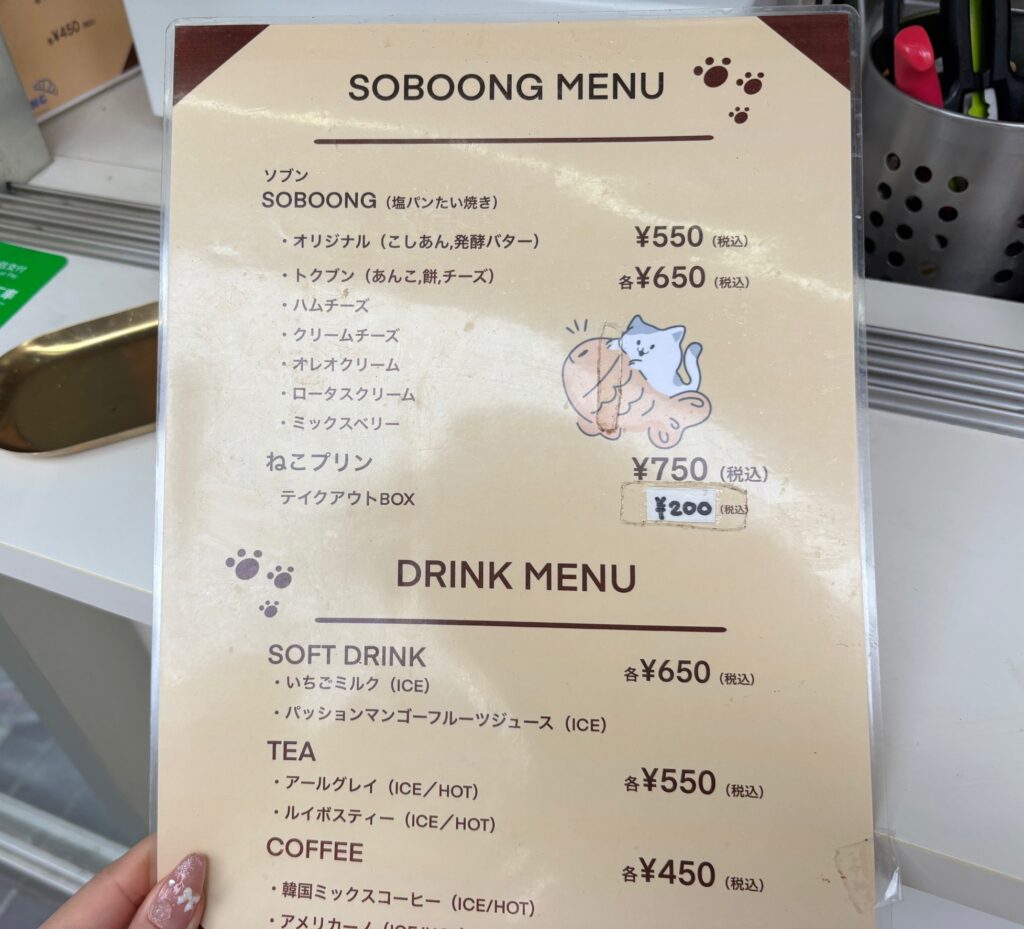 各¥450
SOBOONG MENU
ソブン
SOBOONG（塩パンたい焼き）
・オリジナル（こしあん,発酵バター） ¥550（税込）
・トクブン（あんこ,餅,チーズ） 各¥650（税込）
・ハムチーズ
・クリームチーズ
・オレオクリーム
・ロータスクリーム
・ミックスベリー
ねこプリン ¥750（税込）
テイクアウトBOX ¥200（税込）
DRINK MENU
SOFT DRINK 各¥650（税込）
・いちごミルク（ICE）
・パッションマンゴーフルーツジュース（ICE）
TEA
・アールグレイ（ICE／HOT） 各¥550（税込）
・ルイボスティー（ICE／HOT）
COFFEE 各¥450（税込）
・韓国ミックスコーヒー（ICE/HOT）
・アメリカーノ（ICE/HO